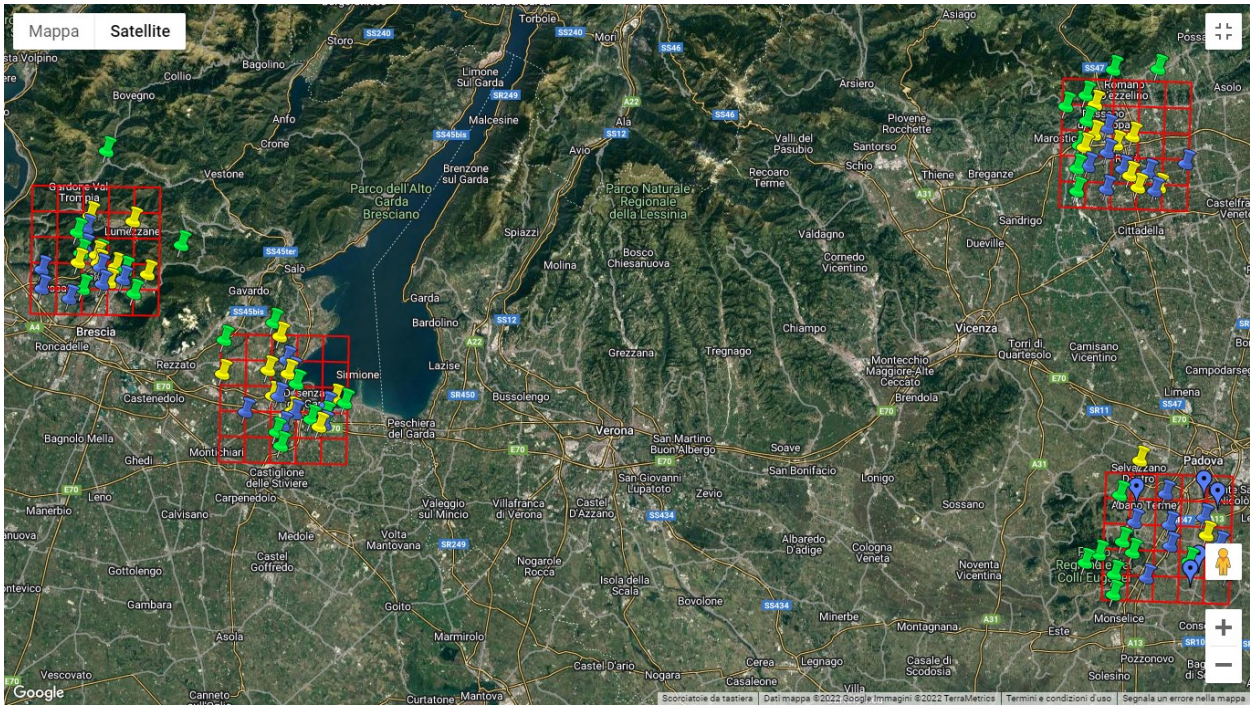 Mappa
Satellite
Storo
SS240
Torbole
SS240
Mori
SS46
Asiago
SS47
Bagolino
Collio
Bovegno
Limone
Sul Garda
SR249
A22
Arsiero
Romano
d'Ezzelino
Asolo
Anfo
Malcesine
Ala
SS12
SS46
Piovene
Rocchette
Crone
SS45bis
Avio
Valli del
Pasubio
Santorso
Schio
Vestone
Brenzone
sul Garda
Recoaro
Terme
Thiene
Breganze
A31
Gardone Val
Trompia
Parco dell'Alto
Garda
Bresciano
Parco Naturale
Regionale
della Lessinia
Sandrigo
Cittadella
Lumezzane
Spiazzi
Valdagno
Dueville
SS45ter
Salò
Molina
Bosco
Chiesanuova
Cornedo
Vicentino
Gavardo
SS45bis
Garda
Bardolino
SS12
A4
Brescia
Roncadelle
A22
Chiampo
Vicenza
Torri di
Quartesolo
Camisano
Vicentino
Rezzato
E70
Castenedolo
Sirmione
Lazise
SR450
Grezzana
Tregnago
Montecchio
Maggiore-Alte
Ceccato
Brendola
E70
Limena
SS47
SR11
E70
Bussolengo
Peschiera
del Garda
E70
Verona
San Martino
Buon Albergo
E70
E70
Soave
San Bonifacio
Bagnolo Mella
Ghedi
Montichiari
Castiglione
delle Stiviere
A31
Padova
Lonigo
Abano Terme
E70
Leno
Manerbio
Carpenedolo
Calvisano
Valeggio
sul Mincio
Villafranca
di Verona
San Giovanni
Lupatoto
Castel
D'Azzano
Zevio
SS434
Sossano
Medole
Volta
Mantovana
SR249
Albaredo
D'adige
Cologna
Veneta
Castel
Goffredo
Gottolengo
Nogarole
Rocca
Isola della
Scala
Noventa
Vicentina
Gambara
Goito
Bovolone
SS434
Minerbe
Montagnana
A31
Este
Monselice
A13
SR10
Asola
Marmirolo
Castel D'Ario
Nogara
Cerea
Casaleone
Legnago
Casale di
Scodosia
Pozzonovo
Solesino
E70
Vescovato
Canneto
Curtatone
Mantova
Villa
Google
Scorciatoie da tastiera
Dati mappa ©2022 Google Immagini ©2022 TerraMetrics
Termini e condizioni d'uso
Segnala un errore nella mappa